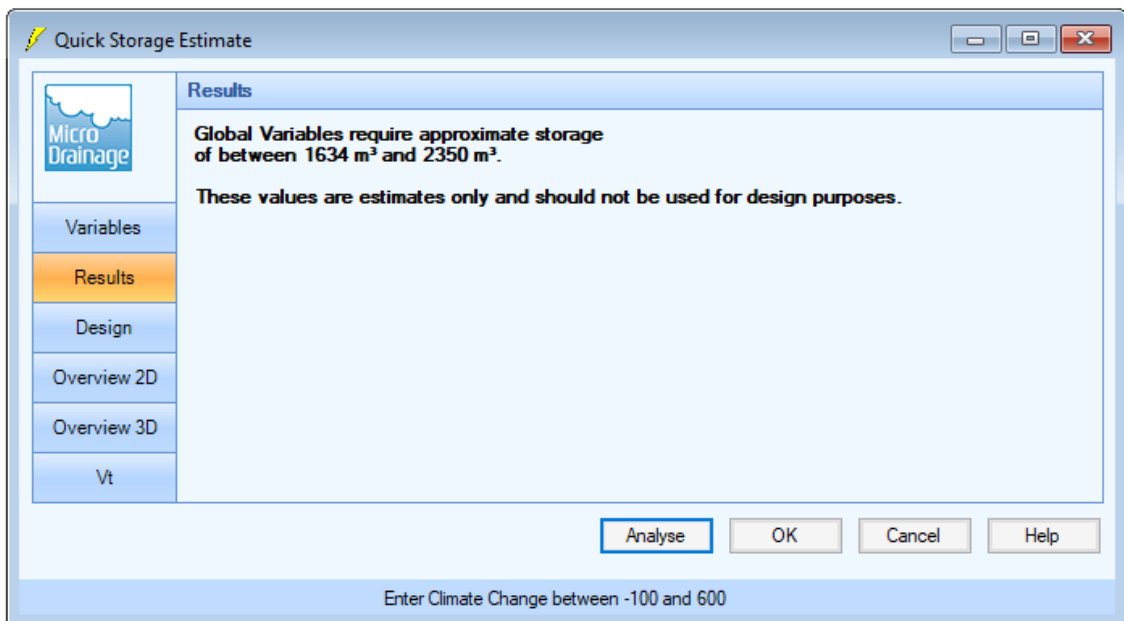 Quick Storage Estimate
Micro
Drainage
Variables
Results
Design
Overview 2D
Overview 3D
Vt
Results
Global Variables require approximate storage
of between 1634 m³ and 2350 m³.
These values are estimates only and should not be used for design purposes.
Analyse
OK
Cancel
Help
Enter Climate Change between -100 and 600